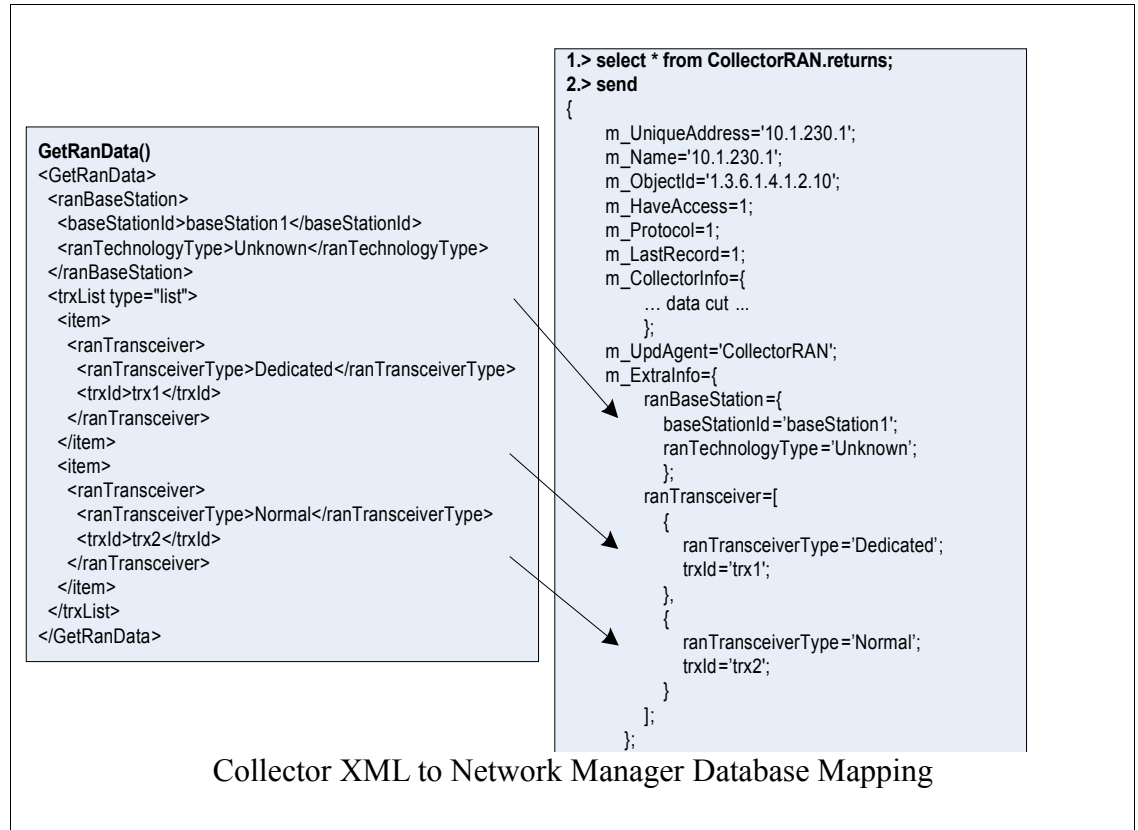 GetRanData()
<GetRanData>
<ranBaseStation>
<baseStationId>baseStation1</baseStationId>
<ranTechnologyType>Unknown</ranTechnologyType>
</ranBaseStation>
<trxList type="list">
<item>
<ranTransceiver>
<ranTransceiverType>Dedicated</ranTransceiverType>
<trxId>trx1</trxId>
</ranTransceiver>
</item>
<item>
<ranTransceiver>
<ranTransceiverType>Normal</ranTransceiverType>
<trxId>trx2</trxId>
</ranTransceiver>
</item>
</trxList>
</GetRanData>
1.> select * from CollectorRAN.returns;
2.> send
{
m_UniqueAddress='10.1.230.1';
m_Name='10.1.230.1';
m_ObjectId='1.3.6.1.4.1.2.10';
m_HaveAccess=1;
m_Protocol=1;
m_LastRecord=1;
m_CollectorInfo={
… data cut ...
};
m_UpdAgent='CollectorRAN';
m_ExtraInfo={
ranBaseStation={
baseStationId='baseStation1';
ranTechnologyType='Unknown';
};
ranTransceiver=[
{
ranTransceiverType='Dedicated';
trxId='trx1';
},
{
ranTransceiverType='Normal';
trxId='trx2';
}
];
};
Collector XML to Network Manager Database Mapping